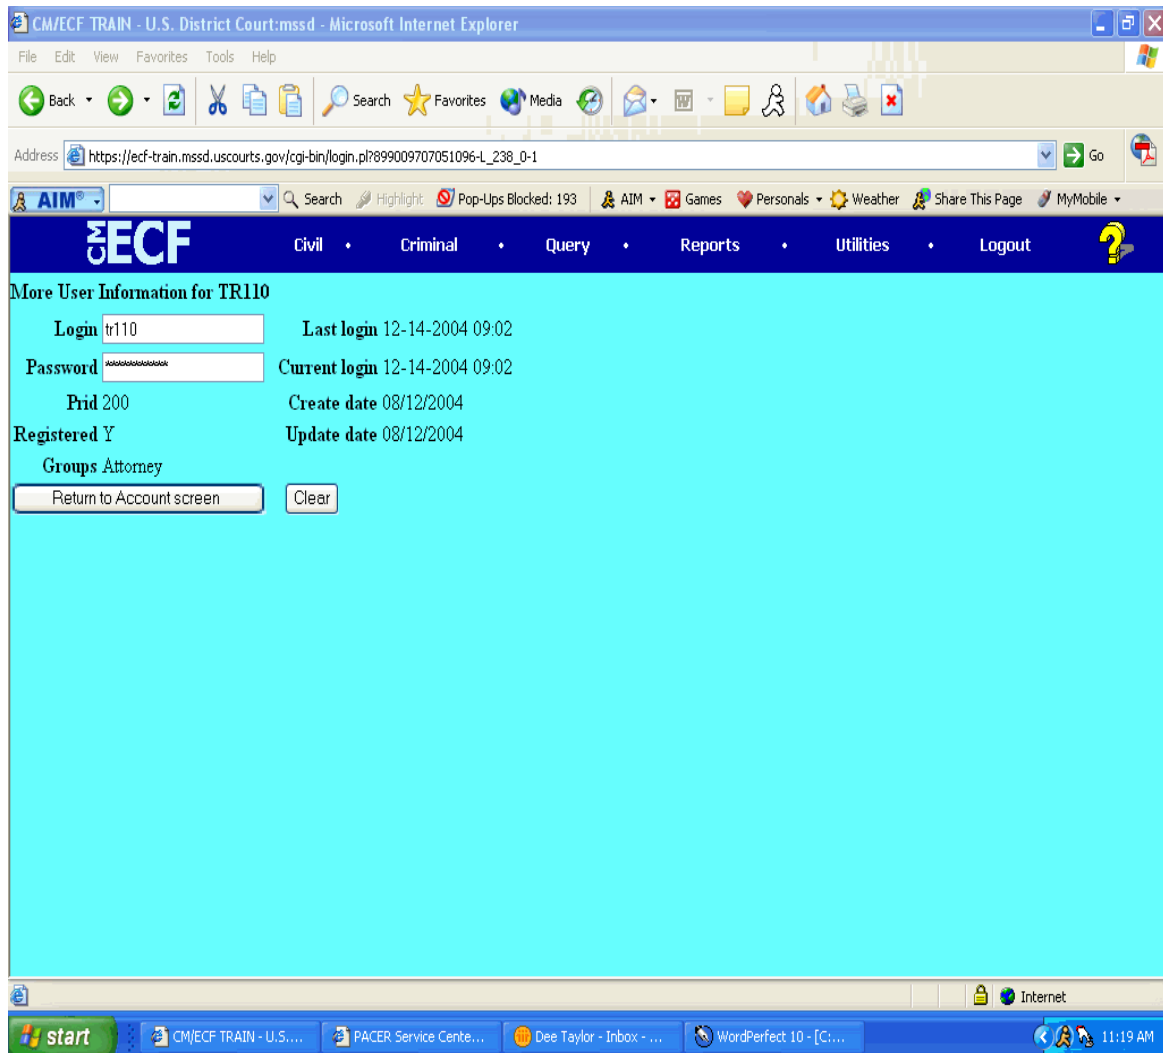 CM/ECF TRAIN - U.S. District Court:mssd - Microsoft Internet Explorer
File Edit View Favorites Tools Help
Back Search Favorites Media
Address https://ecf-train.mssd.uscourts.gov/cgi-bin/login.pl?899009707051096-L_238_0-1 Go
AIM® Search Highlight Pop-Ups Blocked: 193 AIM Games Personals Weather Share This Page MyMobile
CM ECF Civil • Criminal • Query • Reports • Utilities • Logout ?
More User Information for TR110
Login tr110 Last login 12-14-2004 09:02
Password ************* Current login 12-14-2004 09:02
Prid 200 Create date 08/12/2004
Registered Y Update date 08/12/2004
Groups Attorney
Return to Account screen Clear
Internet
start CM/ECF TRAIN - U.S.... PACER Service Cente... Dee Taylor - Inbox - ... WordPerfect 10 - [C:... 11:19 AM